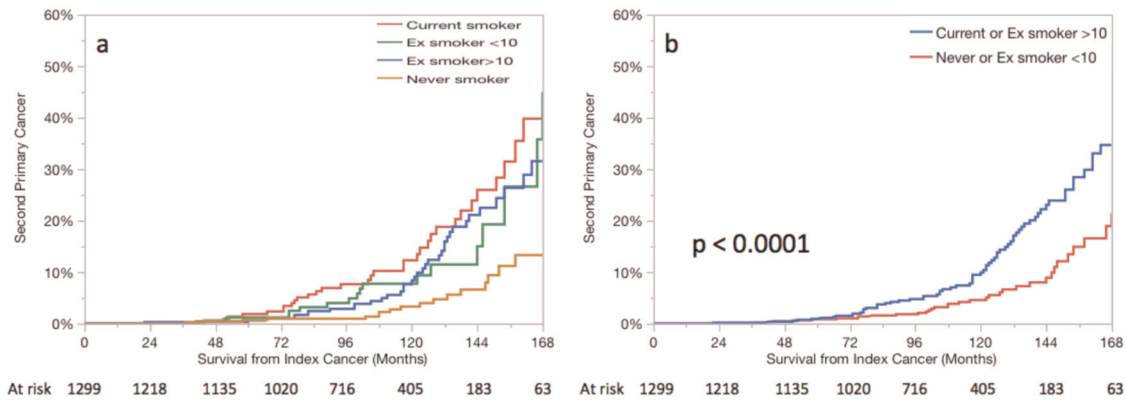 a
Current smoker
Ex smoker <10
Ex smoker>10
Never smoker
60%
50%
40%
30%
20%
10%
0%
Second Primary Cancer
0 24 48 72 96 120 144 168
Survival from Index Cancer (Months)
At risk 1299 1218 1135 1020 716 405 183 63
b
Current or Ex smoker >10
Never or Ex smoker <10
60%
50%
40%
30%
20%
10%
0%
Second Primary Cancer
p < 0.0001
0 24 48 72 96 120 144 168
Survival from Index Cancer (Months)
At risk 1299 1218 1135 1020 716 405 183 63